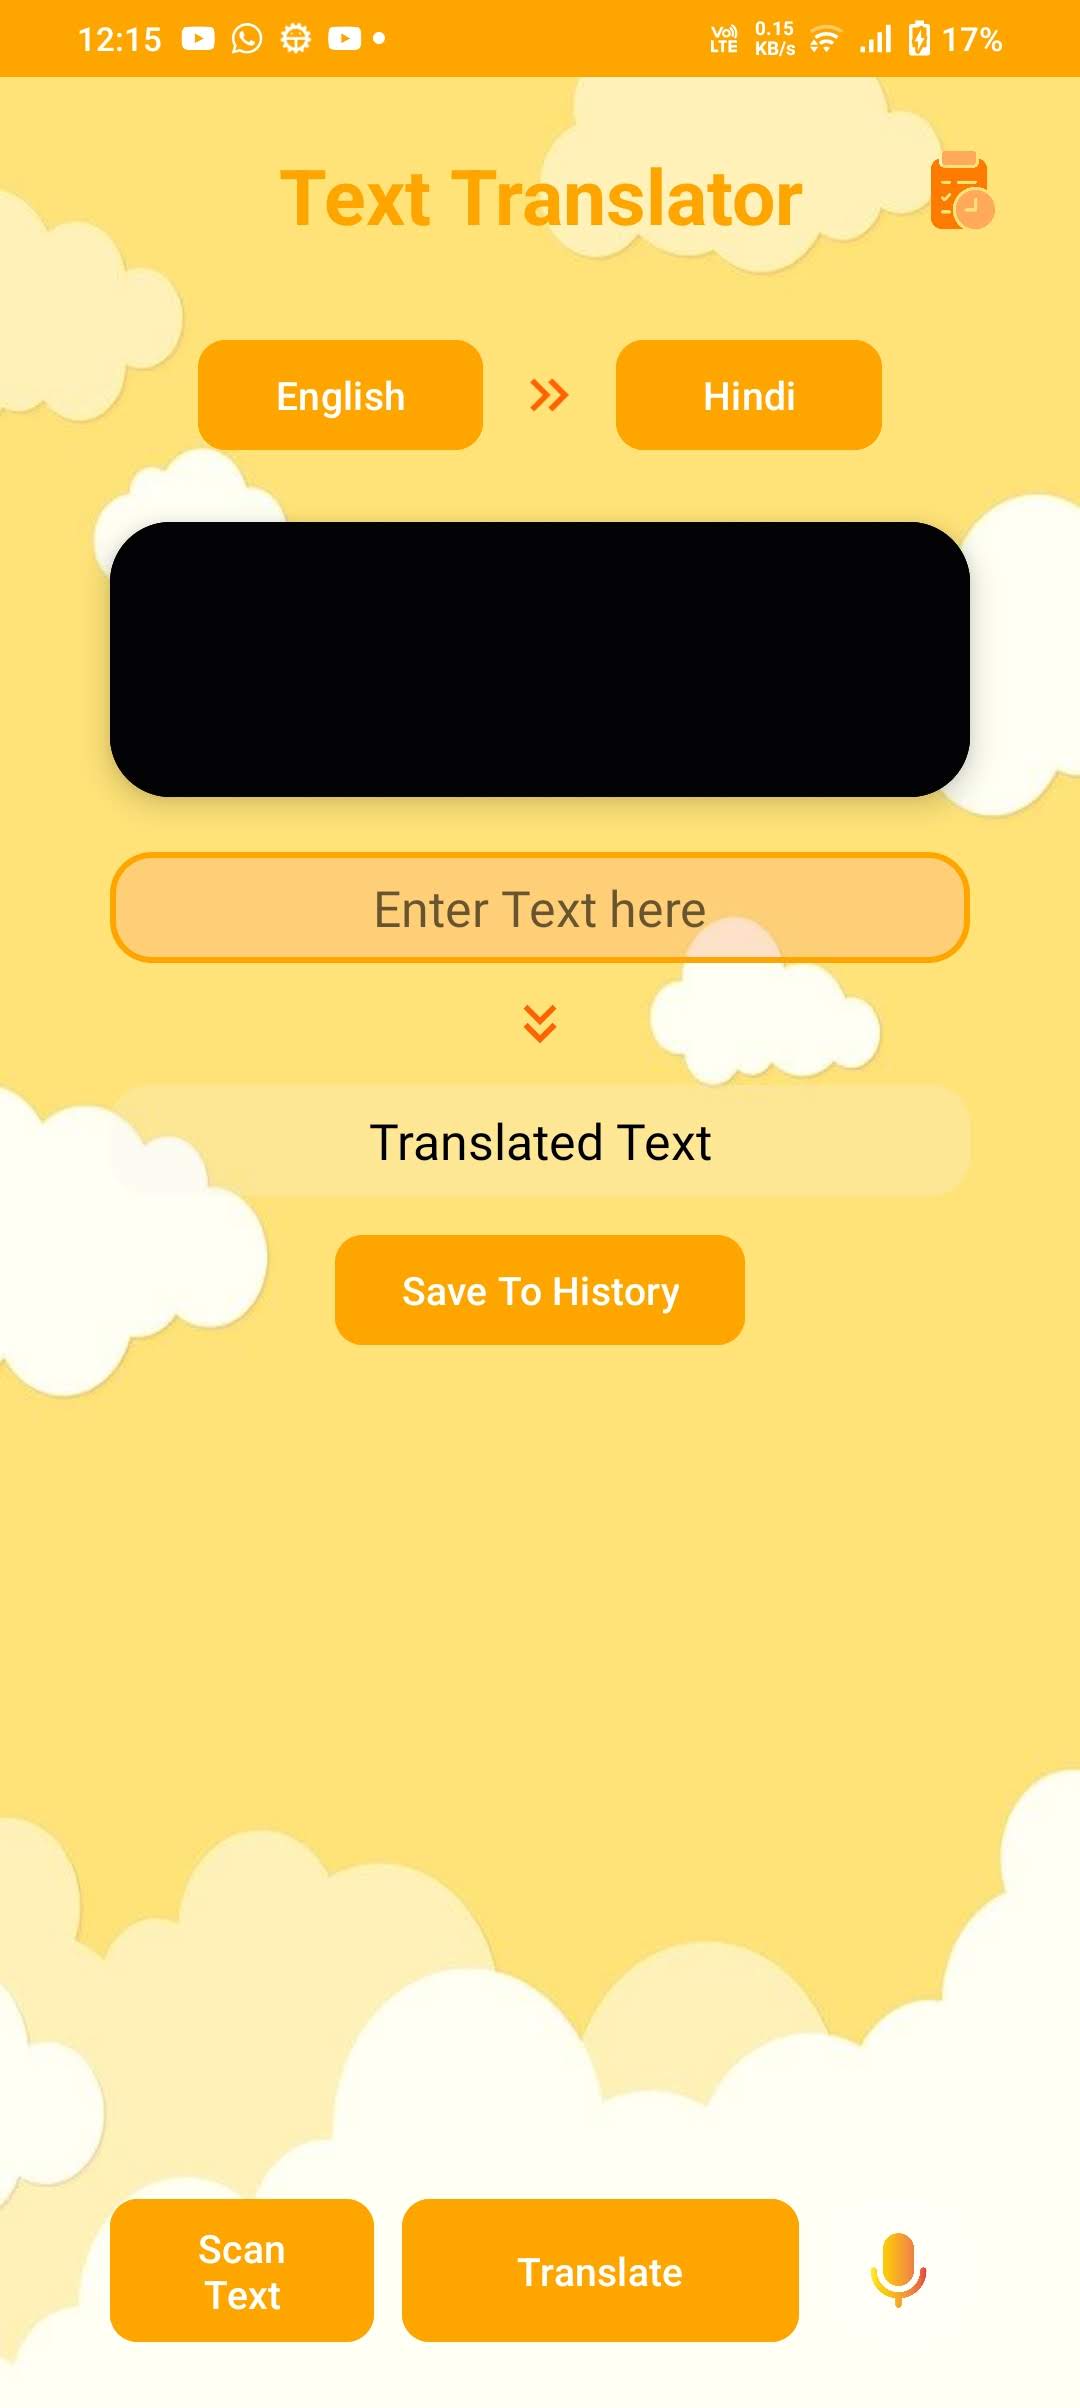 12:15 Vo)) LTE 0.15 KB/s 17%
Text Translator
English Hindi
Enter Text here
Translated Text
Save To History
Scan
Text
Translate